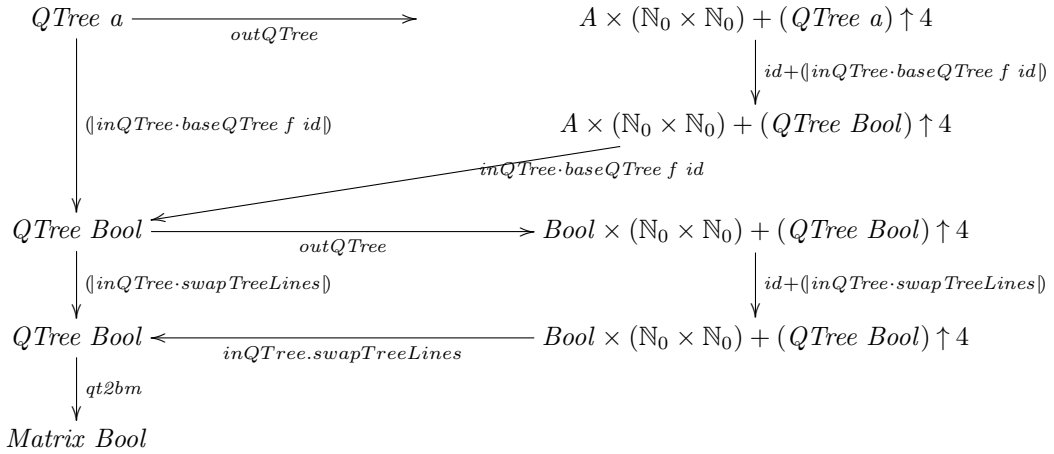 QTree a
outQTree
A × (ℕ₀ × ℕ₀) + (QTree a) ↑ 4
(|inQTree·baseQTree f id|)
id+(|inQTree·baseQTree f id|)
A × (ℕ₀ × ℕ₀) + (QTree Bool) ↑ 4
inQTree·baseQTree f id
QTree Bool
outQTree
Bool × (ℕ₀ × ℕ₀) + (QTree Bool) ↑ 4
(|inQTree·swapTreeLines|)
id+(|inQTree·swapTreeLines|)
QTree Bool
inQTree.swapTreeLines
Bool × (ℕ₀ × ℕ₀) + (QTree Bool) ↑ 4
qt2bm
Matrix Bool